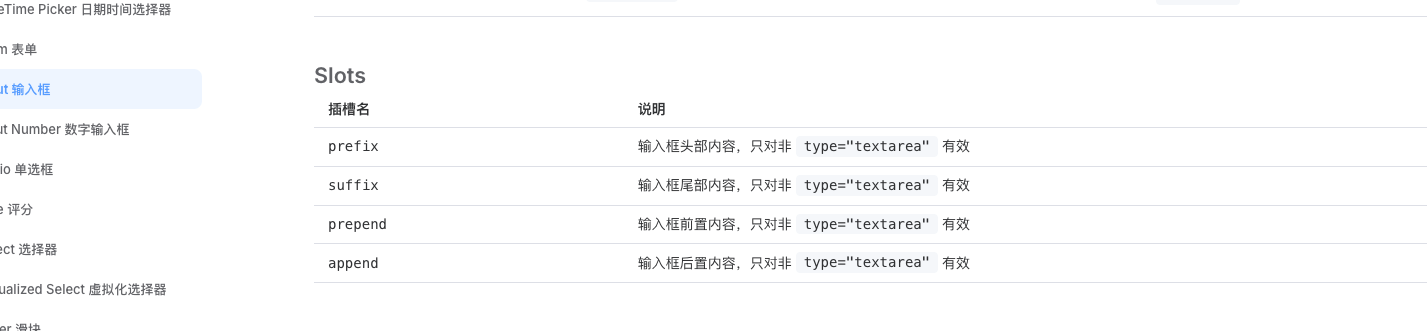 eTime Picker 日期时间选择器
m 表单
ut 输入框
ut Number 数字输入框
io 单选框
e 评分
ect 选择器
ualized Select 虚拟化选择器
er 滑块
Slots
插槽名 说明
prefix 输入框头部内容，只对非 type="textarea" 有效
suffix 输入框尾部内容，只对非 type="textarea" 有效
prepend 输入框前置内容，只对非 type="textarea" 有效
append 输入框后置内容，只对非 type="textarea" 有效